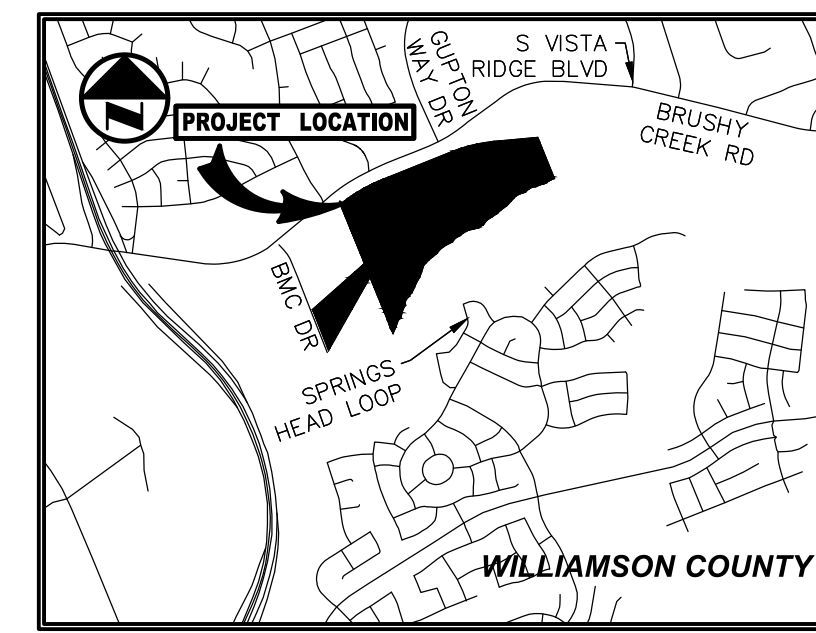 GUPTON
WAY DR
S VISTA
RIDGE BLVD
BRUSHY
CREEK RD
N
PROJECT LOCATION
BMC DR
SPRINGS
HEAD LOOP
WILLIAMSON COUNTY